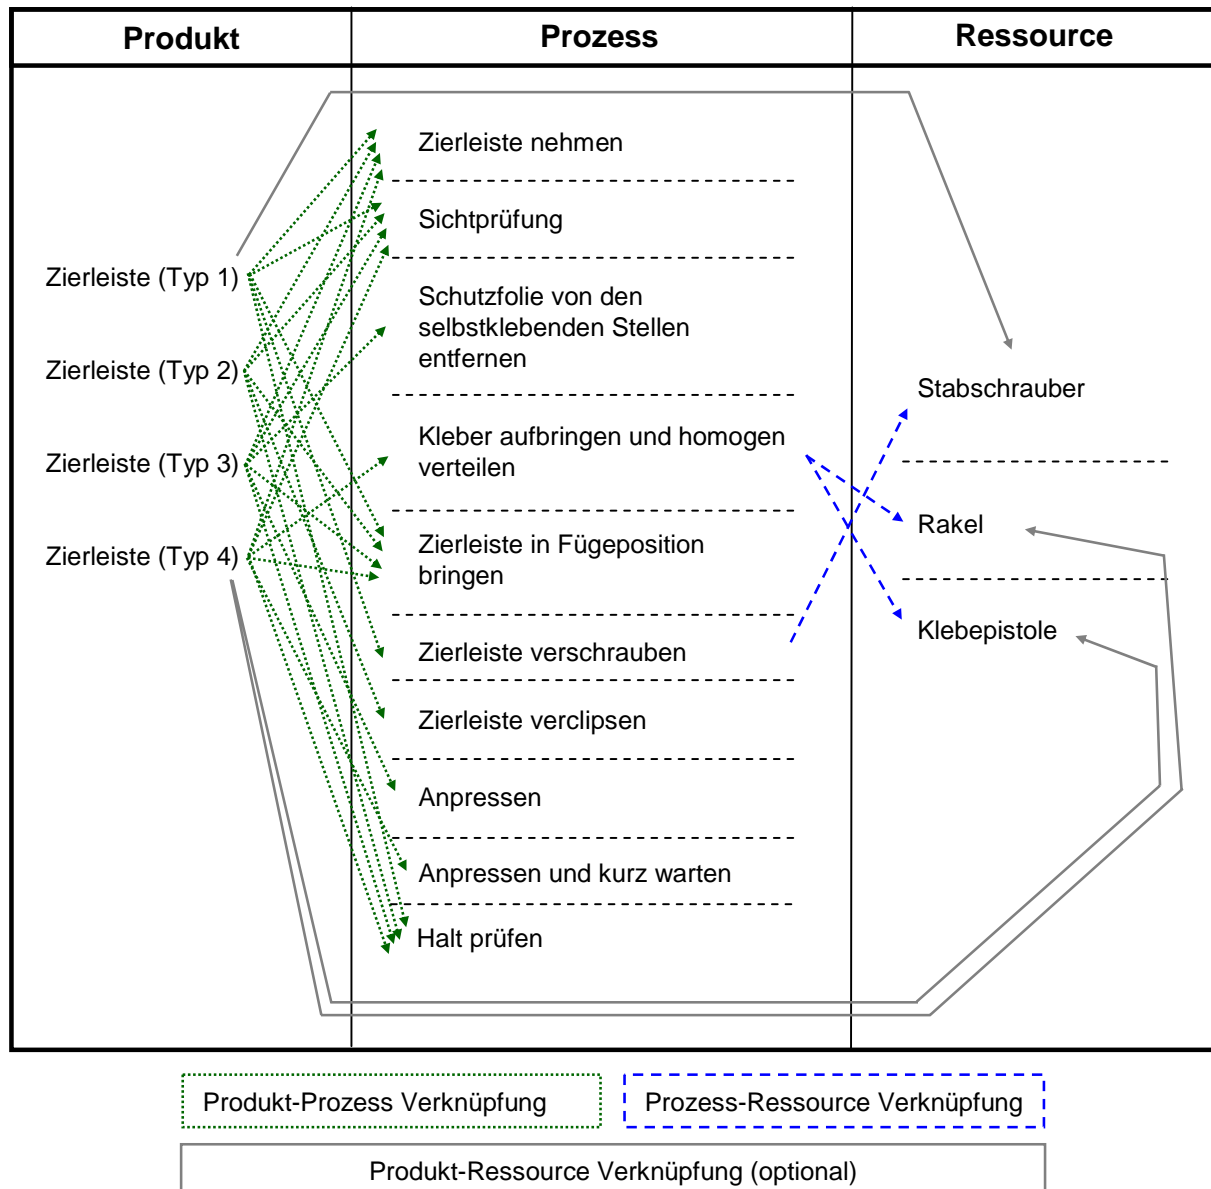 Produkt
Prozess
Ressource
Zierleiste (Typ 1)
Zierleiste (Typ 2)
Zierleiste (Typ 3)
Zierleiste (Typ 4)
Zierleiste nehmen
Sichtprüfung
Schutzfolie von den
selbstklebenden Stellen
entfernen
Kleber aufbringen und homogen
verteilen
Zierleiste in Fügeposition
bringen
Zierleiste verschrauben
Zierleiste verclipsen
Anpressen
Anpressen und kurz warten
Halt prüfen
Stabschrauber
Rakel
Klebepistole
Produkt-Prozess Verknüpfung
Prozess-Ressource Verknüpfung
Produkt-Ressource Verknüpfung (optional)